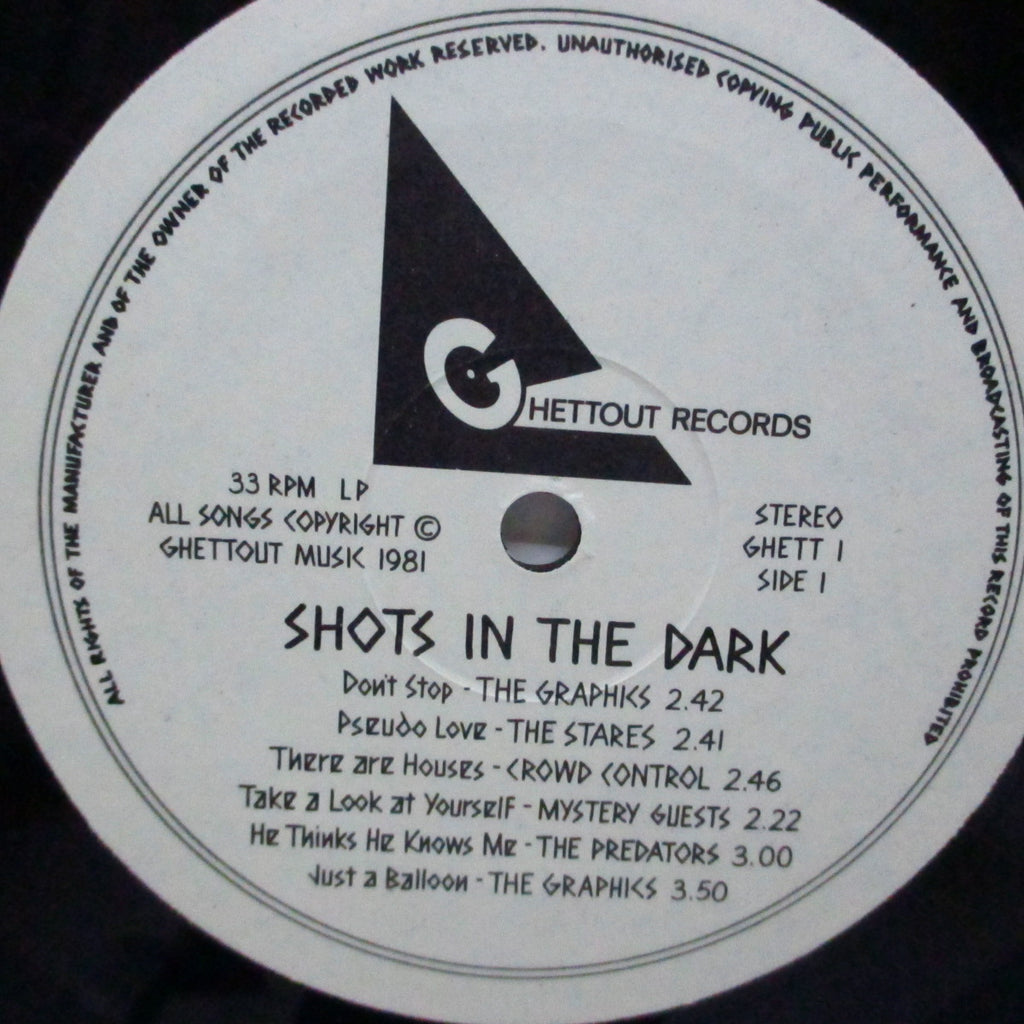 ALL RIGHTS OF THE MANUFACTURER AND OF THE OWNER OF THE RECORDED WORK RESERVED. UNAUTHORISED COPYING PUBLIC PERFORMANCE AND BROADCASTING OF THIS RECORD PROHIBITED
GHETTOUT RECORDS
33 RPM LP
ALL SONGS COPYRIGHT ©
GHETTOUT MUSIC 1981
STEREO
GHETT 1
SIDE 1
SHOTS IN THE DARK
Don't Stop - THE GRAPHICS 2.42
Pseudo Love - THE STARES 2.41
There are Houses - CROWD CONTROL 2.46
Take a Look at Yourself - MYSTERY GUESTS 2.22
He Thinks He Knows Me - THE PREDATORS 3.00
Just a Balloon - THE GRAPHICS 3.50